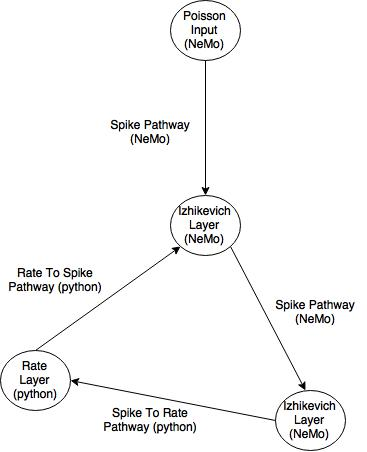 Poisson
Input
(NeMo)
Spike Pathway
(NeMo)
Izhikevich
Layer
(NeMo)
Rate To Spike
Pathway (python)
Spike Pathway
(NeMo)
Rate
Layer
(python)
Spike To Rate
Pathway (python)
Izhikevich
Layer
(NeMo)